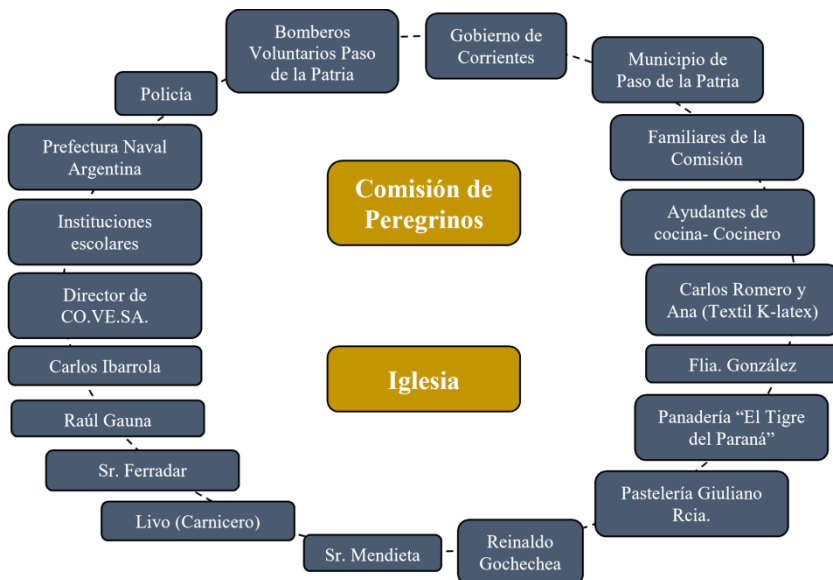 Bomberos
Voluntarios Paso
de la Patria
Gobierno de
Corrientes
Municipio de
Paso de la Patria
Policía
Familiares de la
Comisión
Prefectura Naval
Argentina
Comisión de
Peregrinos
Ayudantes de
cocina- Cocinero
Instituciones
escolares
Carlos Romero y
Ana (Textil K-latex)
Director de
CO.VE.SA.
Flia. González
Carlos Ibarrola
Iglesia
Raúl Gauna
Panadería “El Tigre
del Paraná”
Sr. Ferradar
Pastelería Giuliano
Rcia.
Livo (Carnicero)
Sr. Mendieta
Reinaldo
Gochechea